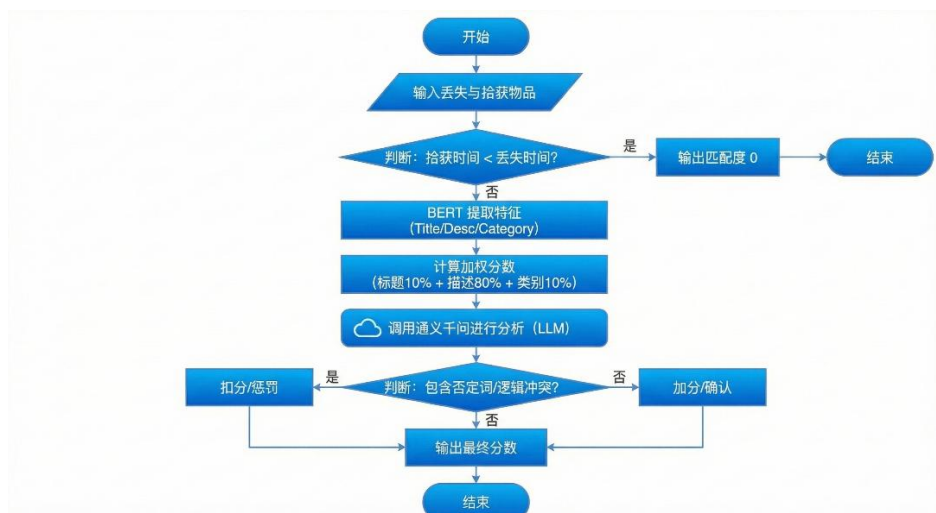 开始
输入丢失与拾获物品
判断：拾获时间 < 丢失时间?
是
输出匹配度 0
结束
否
BERT 提取特征
(Title/Desc/Category)
计算加权分数
(标题10% + 描述80% + 类别10%)
调用通义千问进行分析（LLM）
扣分/惩罚
是
判断：包含否定词/逻辑冲突?
否
加分/确认
否
输出最终分数
结束